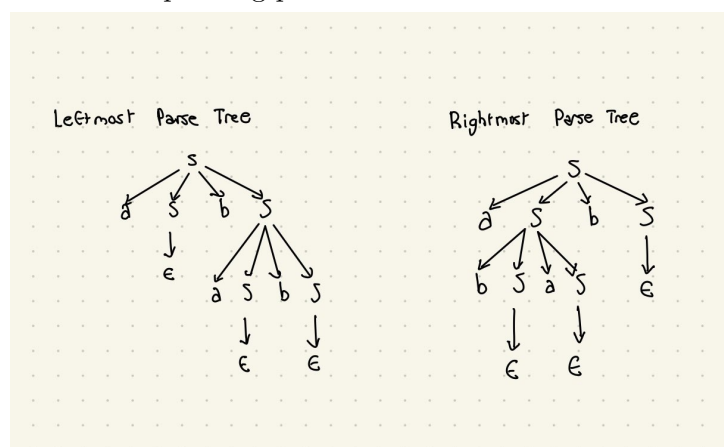 Leftmost Parse Tree
Rightmost Parse Tree
S
a S b S
ϵ
a S b S
ϵ ϵ
S
a S b S
b S a S
ϵ
ϵ ϵ